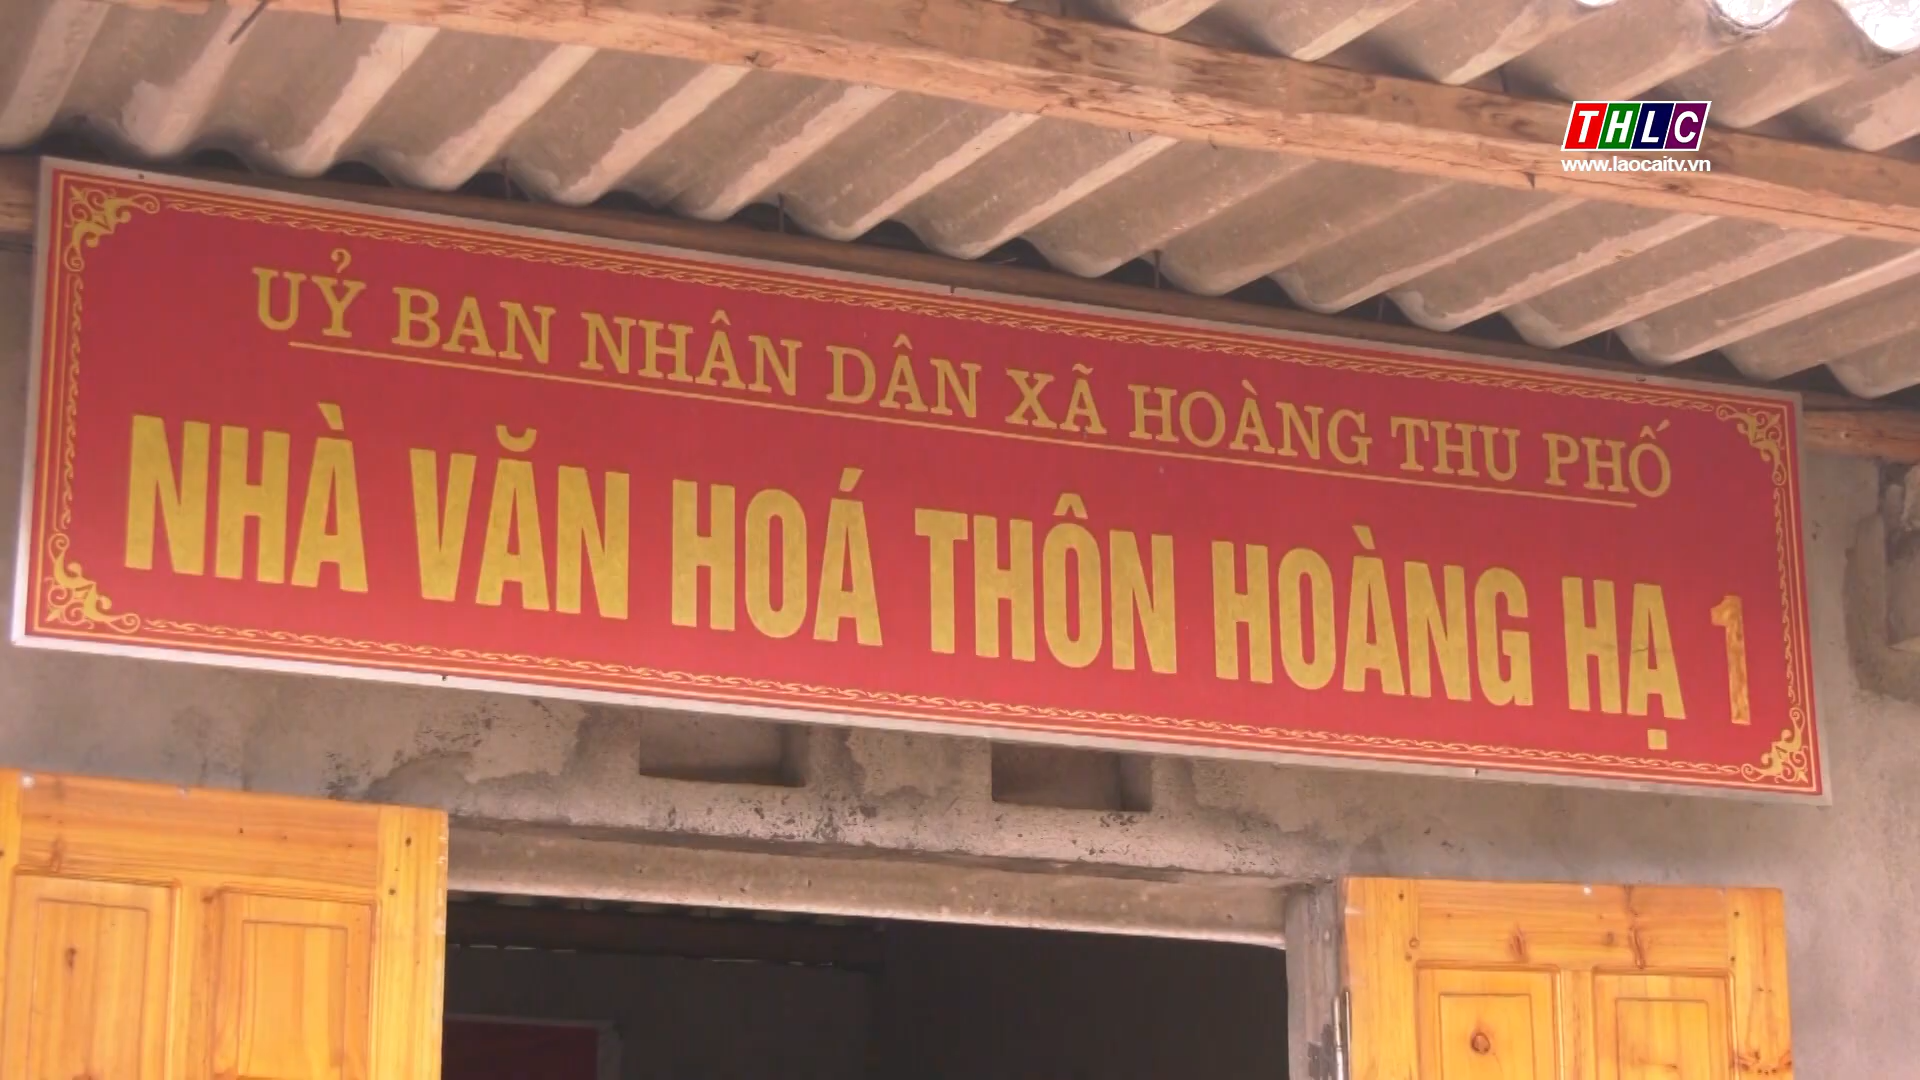 THLC
www.laocaitv.vn
UỶ BAN NHÂN DÂN XÃ HOÀNG THU PHỐ
NHÀ VĂN HOÁ THÔN HOÀNG HẠ 1